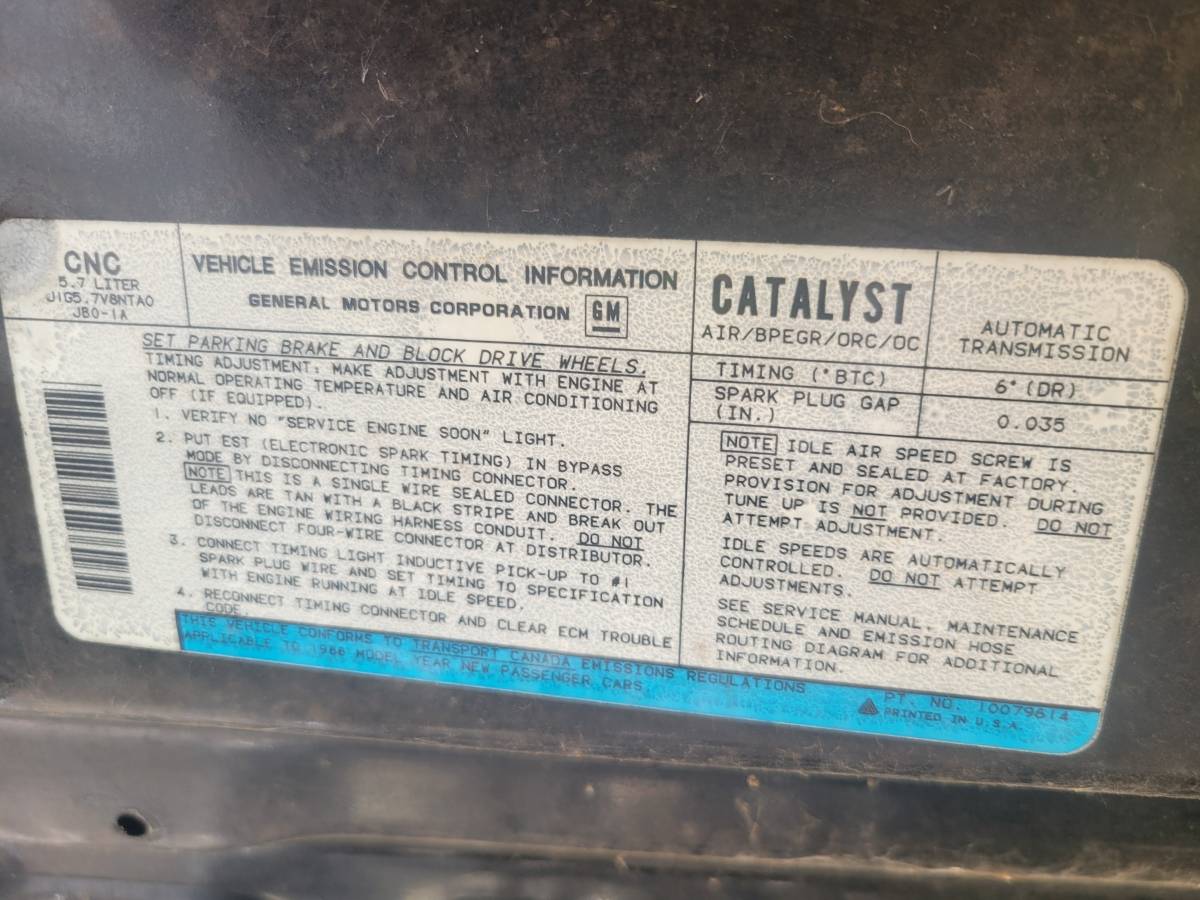 CNC
5.7 LITER
J1G5.7V8NTA0
JB0-1A
VEHICLE EMISSION CONTROL INFORMATION
GENERAL MOTORS CORPORATION GM
CATALYST
AIR/BPEGR/ORC/OC
AUTOMATIC
TRANSMISSION
TIMING (°BTC)
6° (DR)
SPARK PLUG GAP
(IN.)
0.035
SET PARKING BRAKE AND BLOCK DRIVE WHEELS.
TIMING ADJUSTMENT: MAKE ADJUSTMENT WITH ENGINE AT
NORMAL OPERATING TEMPERATURE AND AIR CONDITIONING
OFF (IF EQUIPPED).
1. VERIFY NO "SERVICE ENGINE SOON" LIGHT.
2. PUT EST (ELECTRONIC SPARK TIMING) IN BYPASS
MODE BY DISCONNECTING TIMING CONNECTOR.
NOTE THIS IS A SINGLE WIRE SEALED CONNECTOR. THE
LEADS ARE TAN WITH A BLACK STRIPE AND BREAK OUT
OF THE ENGINE WIRING HARNESS CONDUIT. DO NOT
DISCONNECT FOUR-WIRE CONNECTOR AT DISTRIBUTOR.
3. CONNECT TIMING LIGHT INDUCTIVE PICK-UP TO #1
SPARK PLUG WIRE AND SET TIMING TO SPECIFICATION
WITH ENGINE RUNNING AT IDLE SPEED.
4. RECONNECT TIMING CONNECTOR AND CLEAR ECM TROUBLE
CODE.
NOTE IDLE AIR SPEED SCREW IS
PRESET AND SEALED AT FACTORY.
PROVISION FOR ADJUSTMENT DURING
TUNE UP IS NOT PROVIDED. DO NOT
ATTEMPT ADJUSTMENT.
IDLE SPEEDS ARE AUTOMATICALLY
CONTROLLED. DO NOT ATTEMPT
ADJUSTMENTS.
SEE SERVICE MANUAL, MAINTENANCE
SCHEDULE AND EMISSION HOSE
ROUTING DIAGRAM FOR ADDITIONAL
INFORMATION.
THIS VEHICLE CONFORMS TO TRANSPORT CANADA EMISSIONS REGULATIONS
APPLICABLE TO 1988 MODEL YEAR NEW PASSENGER CARS
PT. NO. 10079614
PRINTED IN U.S.A.